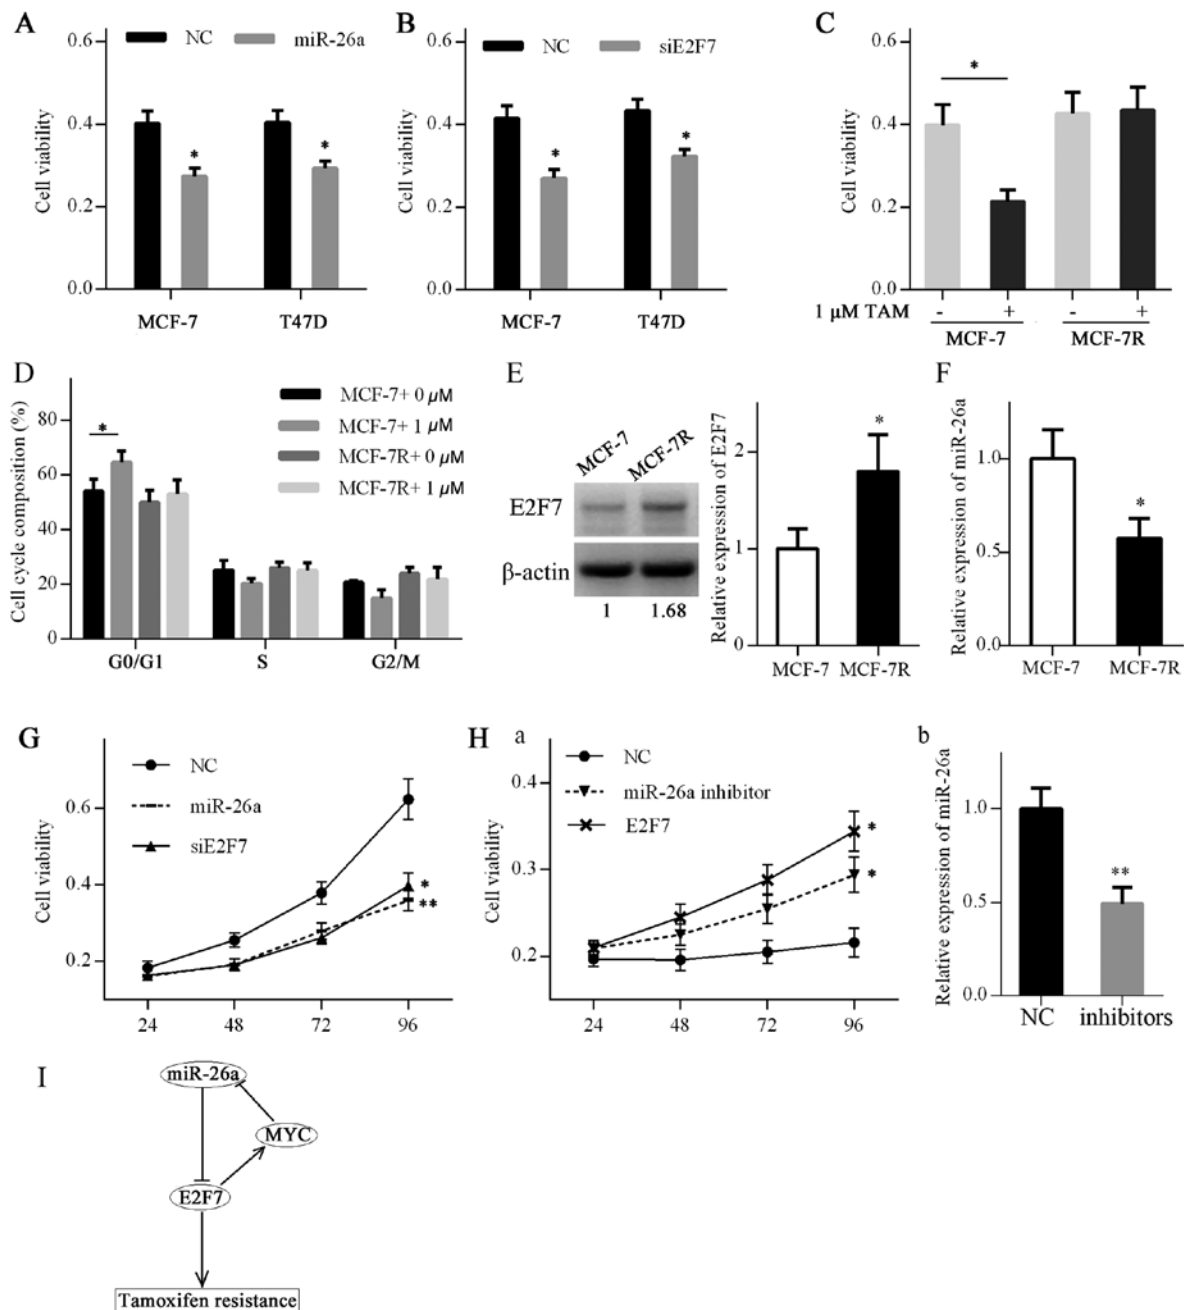 A
NC miR-26a
Cell viability
0.6
0.4
0.2
0.0
*
*
MCF-7 T47D
B
NC siE2F7
Cell viability
0.6
0.4
0.2
0.0
*
*
MCF-7 T47D
C
Cell viability
0.6
0.4
0.2
0.0
*
1 μM TAM - + - +
MCF-7 MCF-7R
D
Cell cycle composition (%)
80
60
40
20
0
*
MCF-7+ 0 μM
MCF-7+ 1 μM
MCF-7R+ 0 μM
MCF-7R+ 1 μM
G0/G1 S G2/M
E
MCF-7 MCF-7R
E2F7
β-actin
1 1.68
Relative expression of E2F7
2
1
0
*
MCF-7 MCF-7R
F
Relative expression of miR-26a
1.0
0.5
0.0
*
MCF-7 MCF-7R
G
NC
miR-26a
siE2F7
Cell viability
0.6
0.4
0.2
*
**
24 48 72 96
H a
NC
miR-26a inhibitor
E2F7
Cell viability
0.4
0.3
0.2
*
*
24 48 72 96
b
Relative expression of miR-26a
1.0
0.5
0.0
**
NC inhibitors
I
miR-26a
MYC
E2F7
Tamoxifen resistance